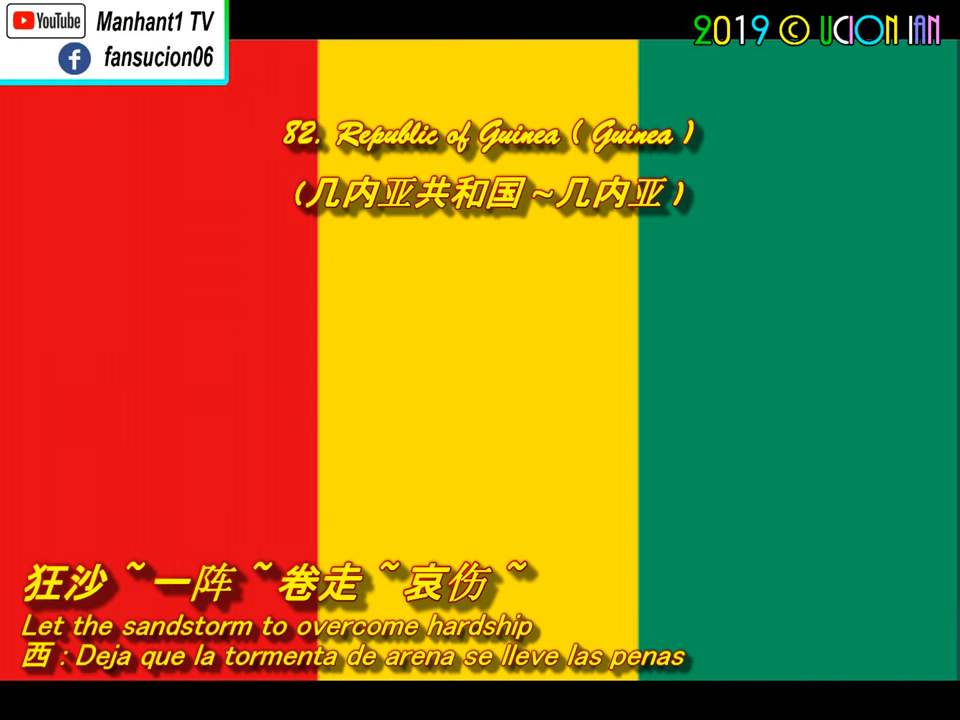 YouTube Manhant1 TV
fansucion06
2019 © UCION IAN
82. Republic of Guinea ( Guinea )
(几内亚共和国 ~几内亚 )
狂沙 ~一阵 ~卷走 ~哀伤 ~
Let the sandstorm to overcome hardship
西 : Deja que la tormenta de arena se lleve las penas